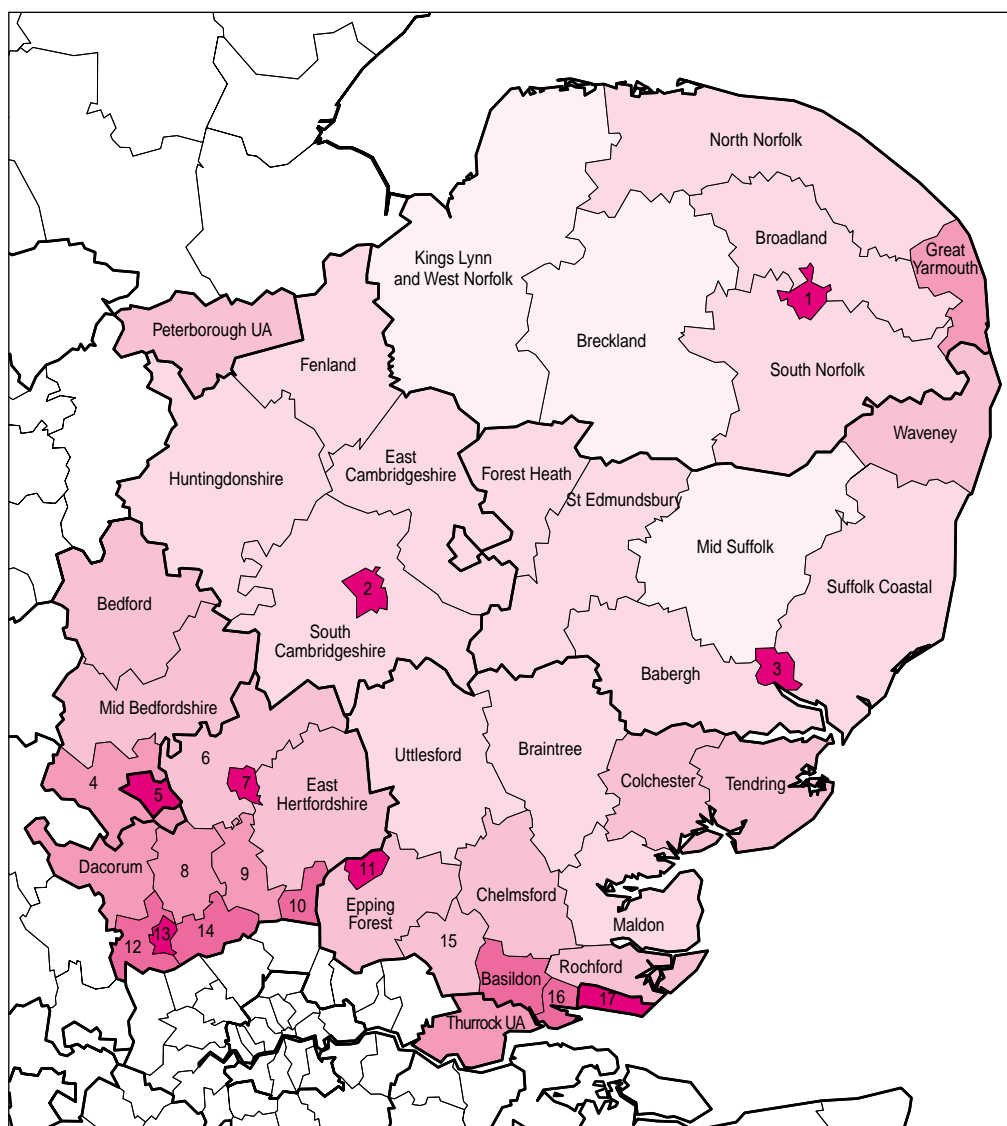 North Norfolk
Broadland
Great
Yarmouth
Kings Lynn
and West Norfolk
1
Peterborough UA
Breckland
Fenland
South Norfolk
Waveney
East
Cambridgeshire
Huntingdonshire
Forest Heath
St Edmundsbury
Mid Suffolk
Suffolk Coastal
2
Bedford
South
Cambridgeshire
Babergh
3
Mid Bedfordshire
6
Uttlesford
Braintree
4
5
7
East
Hertfordshire
Colchester
Tendring
Dacorum
8
9
11
10
Epping
Forest
Chelmsford
Maldon
12
13
14
15
Rochford
Basildon
16
17
Thurrock UA